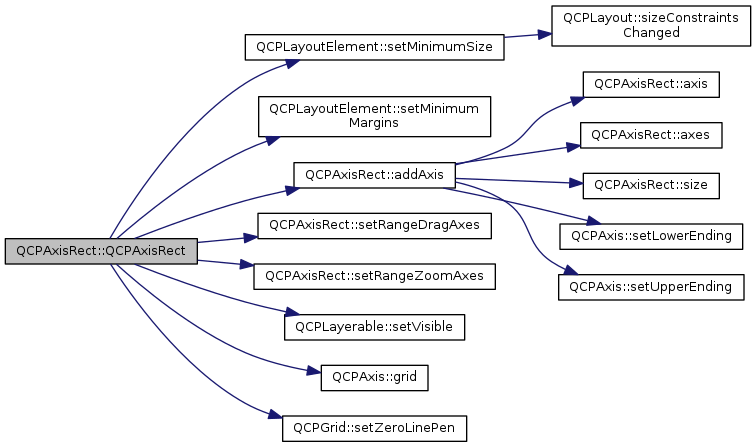 QCPAxisRect::QCPAxisRect
QCPLayoutElement::setMinimumSize
QCPLayout::sizeConstraints
Changed
QCPLayoutElement::setMinimum
Margins
QCPAxisRect::addAxis
QCPAxisRect::axis
QCPAxisRect::axes
QCPAxisRect::size
QCPAxis::setLowerEnding
QCPAxis::setUpperEnding
QCPAxisRect::setRangeDragAxes
QCPAxisRect::setRangeZoomAxes
QCPLayerable::setVisible
QCPAxis::grid
QCPGrid::setZeroLinePen